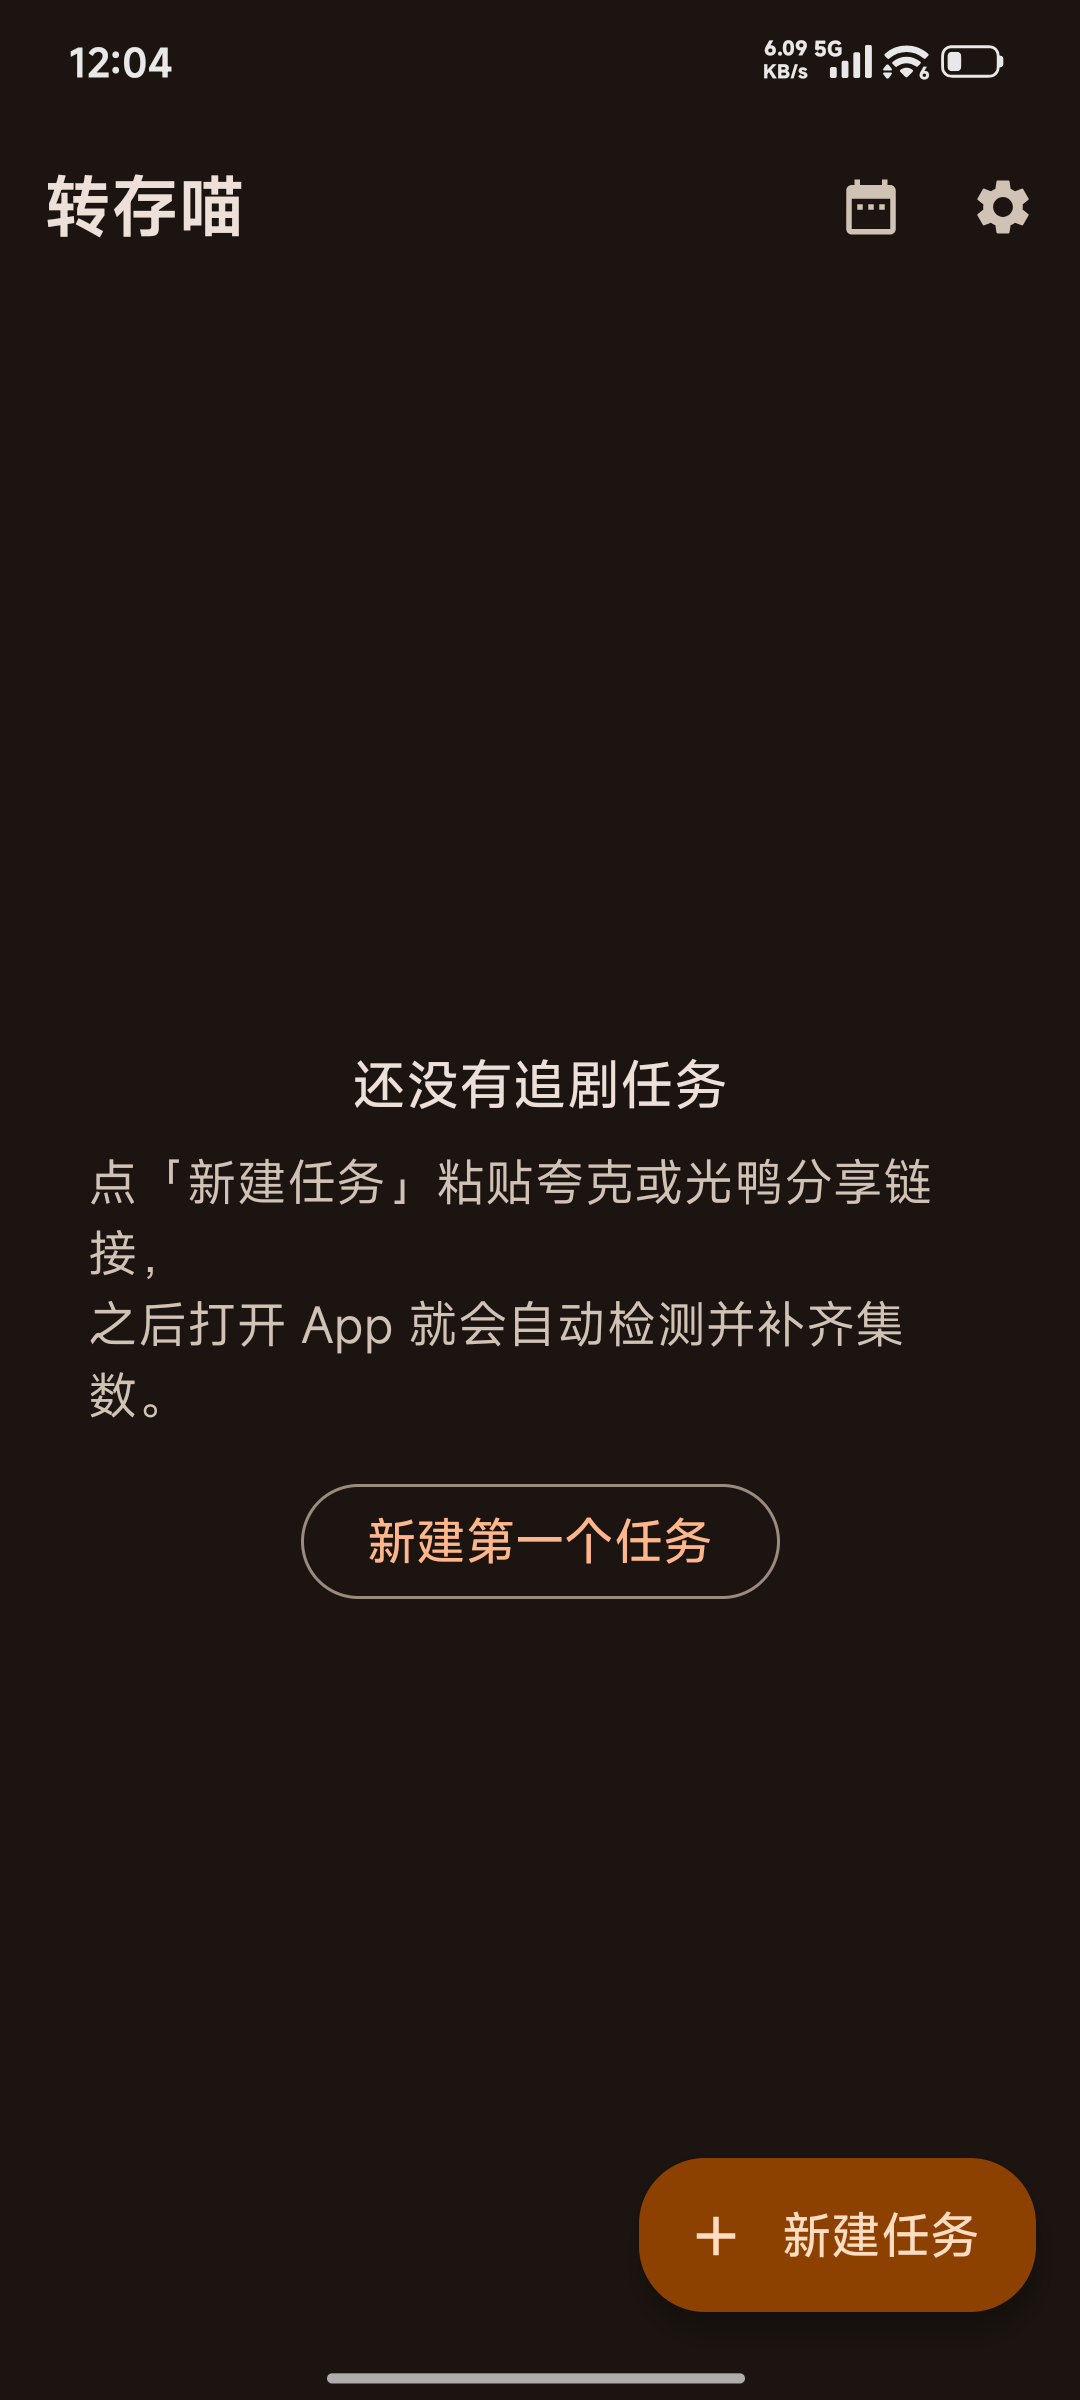 12:04
6.09 5G
KB/s
6
转存喵
还没有追剧任务
点「新建任务」粘贴夸克或光鸭分享链
接，
之后打开 App 就会自动检测并补齐集
数。
新建第一个任务
+ 新建任务